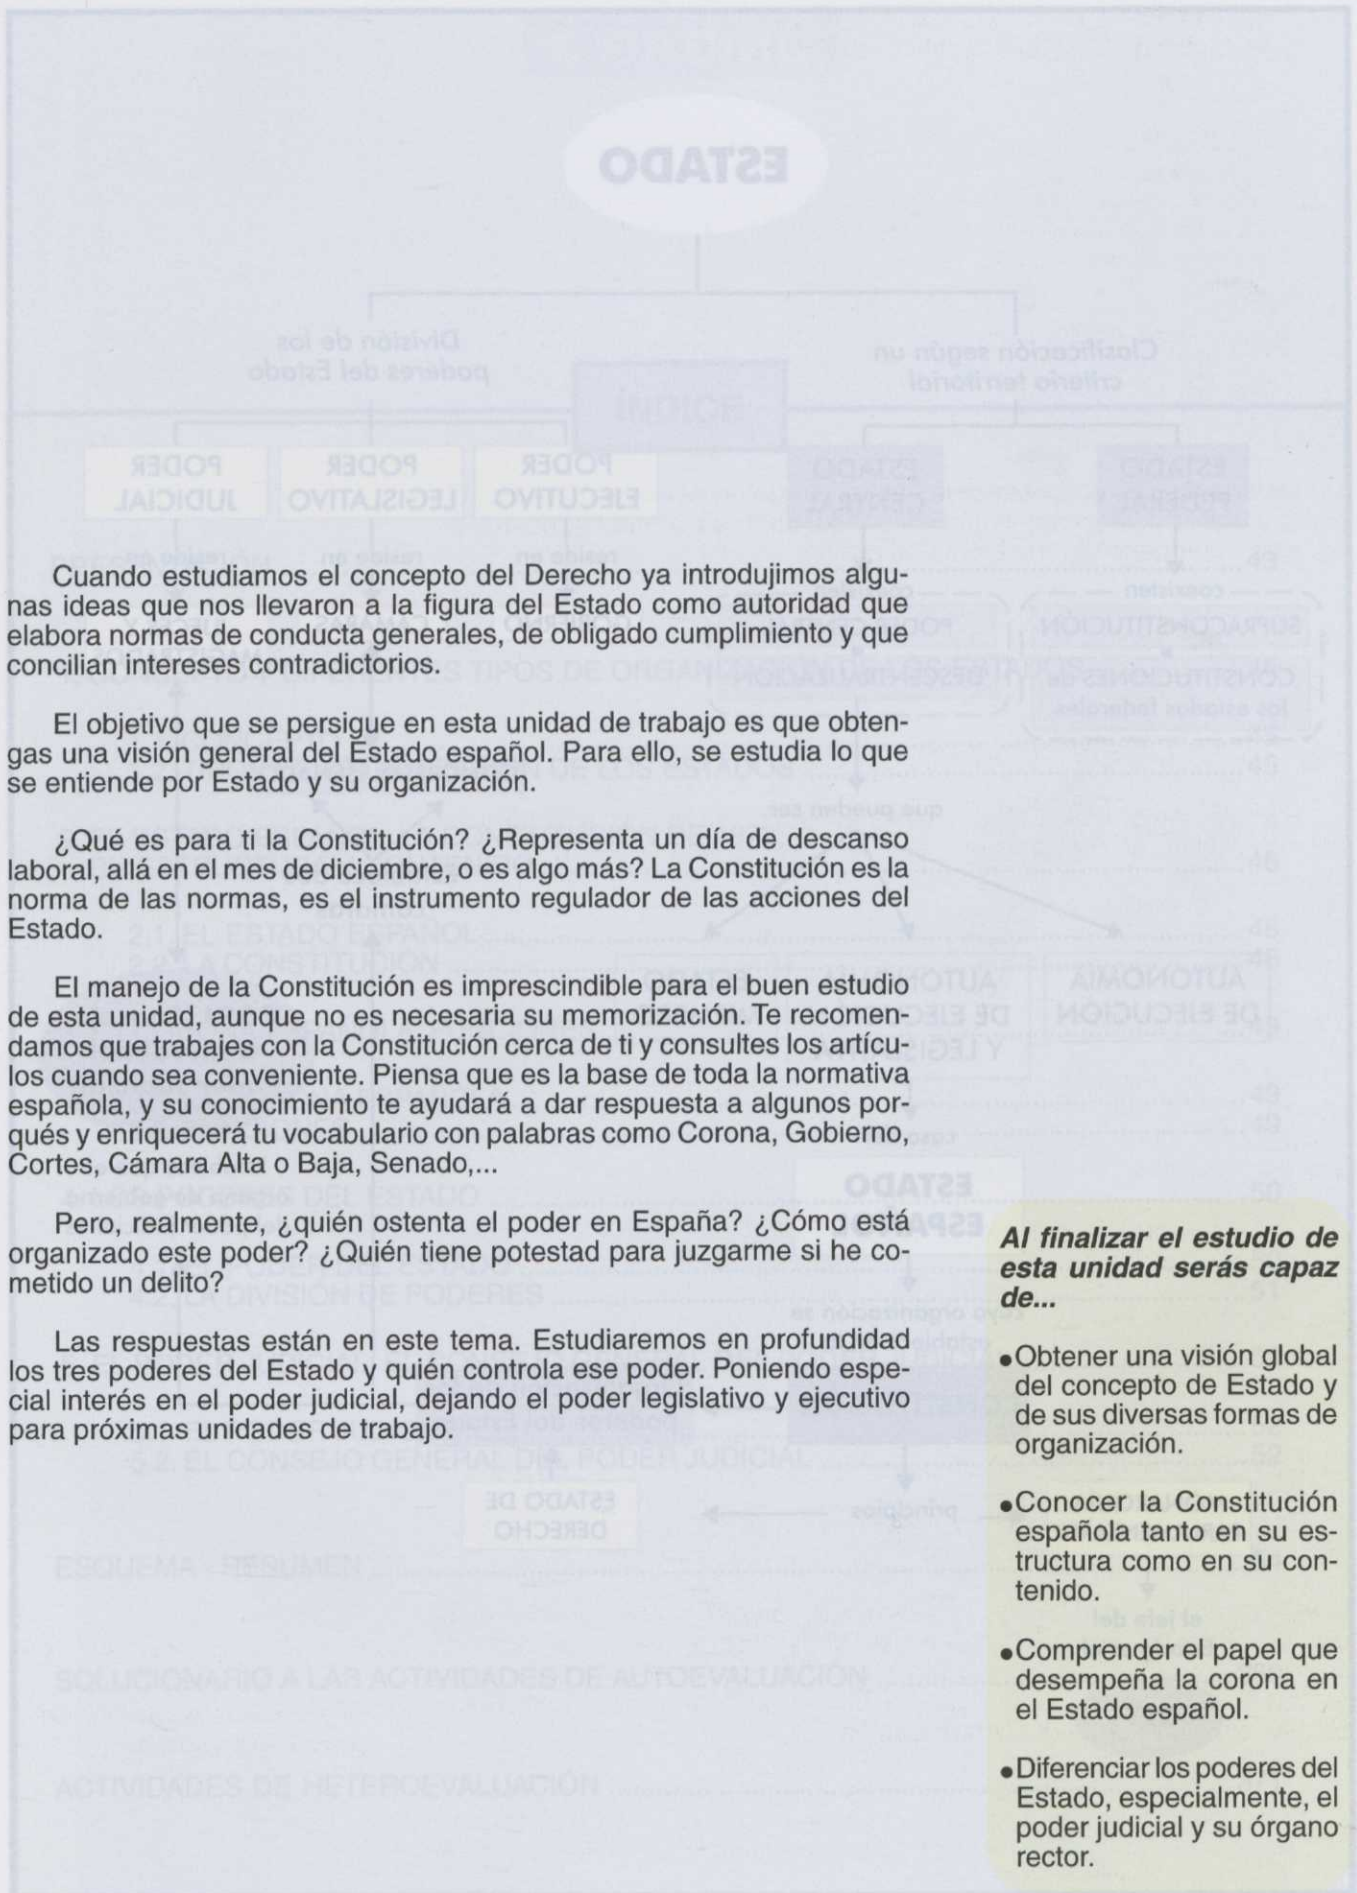 Cuando estudiamos el concepto del Derecho ya introdujimos algu-
nas ideas que nos llevaron a la figura del Estado como autoridad que
elabora normas de conducta generales, de obligado cumplimiento y que
concilian intereses contradictorios.
El objetivo que se persigue en esta unidad de trabajo es que obten-
gas una visión general del Estado español. Para ello, se estudia lo que
se entiende por Estado y su organización.
¿Qué es para ti la Constitución? ¿Representa un día de descanso
laboral, allá en el mes de diciembre, o es algo más? La Constitución es la
norma de las normas, es el instrumento regulador de las acciones del
Estado.
El manejo de la Constitución es imprescindible para el buen estudio
de esta unidad, aunque no es necesaria su memorización. Te recomen-
damos que trabajes con la Constitución cerca de ti y consultes los artícu-
los cuando sea conveniente. Piensa que es la base de toda la normativa
española, y su conocimiento te ayudará a dar respuesta a algunos por-
qués y enriquecerá tu vocabulario con palabras como Corona, Gobierno,
Cortes, Cámara Alta o Baja, Senado,...
Pero, realmente, ¿quién ostenta el poder en España? ¿Cómo está
organizado este poder? ¿Quién tiene potestad para juzgarme si he co-
metido un delito?
Las respuestas están en este tema. Estudiaremos en profundidad
los tres poderes del Estado y quién controla ese poder. Poniendo espe-
cial interés en el poder judicial, dejando el poder legislativo y ejecutivo
para próximas unidades de trabajo.
Al finalizar el estudio de
esta unidad serás capaz
de...
●Obtener una visión global
del concepto de Estado y
de sus diversas formas de
organización.
●Conocer la Constitución
española tanto en su es-
tructura como en su con-
tenido.
●Comprender el papel que
desempeña la corona en
el Estado español.
●Diferenciar los poderes del
Estado, especialmente, el
poder judicial y su órgano
rector.